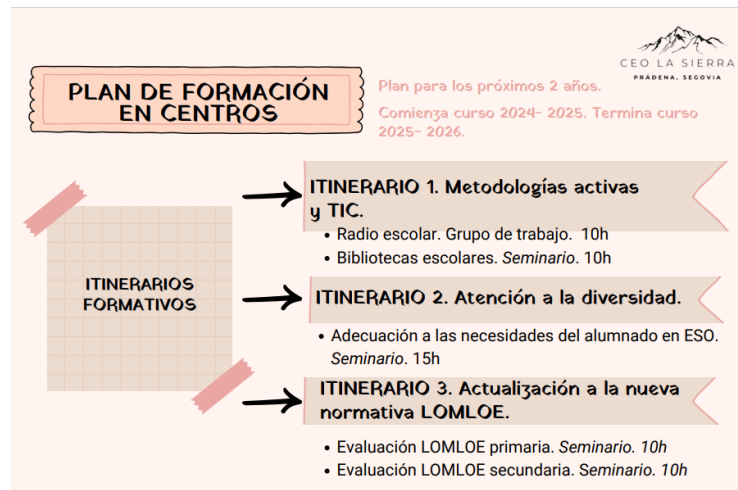 CEO LA SIERRA
PRÁDENA, SEGOVIA
PLAN DE FORMACIÓN
EN CENTROS
Plan para los próximos 2 años.
Comienza curso 2024- 2025. Termina curso
2025- 2026.
ITINERARIOS
FORMATIVOS
ITINERARIO 1. Metodologías activas
y TIC.
• Radio escolar. Grupo de trabajo.  10h
• Bibliotecas escolares. Seminario. 10h
ITINERARIO 2. Atención a la diversidad.
• Adecuación a las necesidades del alumnado en ESO.
Seminario. 15h
ITINERARIO 3. Actualización a la nueva
normativa LOMLOE.
• Evaluación LOMLOE primaria. Seminario. 10h
• Evaluación LOMLOE secundaria. Seminario. 10h